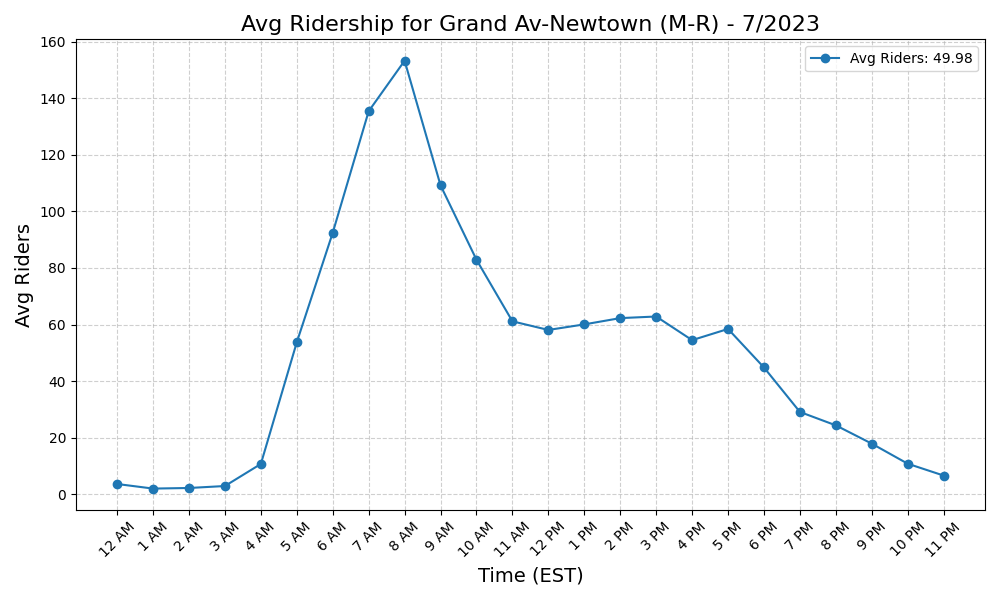 Avg Ridership for Grand Av-Newtown (M-R) - 7/2023
Avg Riders: 49.98
Avg Riders
160
140
120
100
80
60
40
20
0
12 AM
1 AM
2 AM
3 AM
4 AM
5 AM
6 AM
7 AM
8 AM
9 AM
10 AM
11 AM
12 PM
1 PM
2 PM
3 PM
4 PM
5 PM
6 PM
7 PM
8 PM
9 PM
10 PM
11 PM
Time (EST)